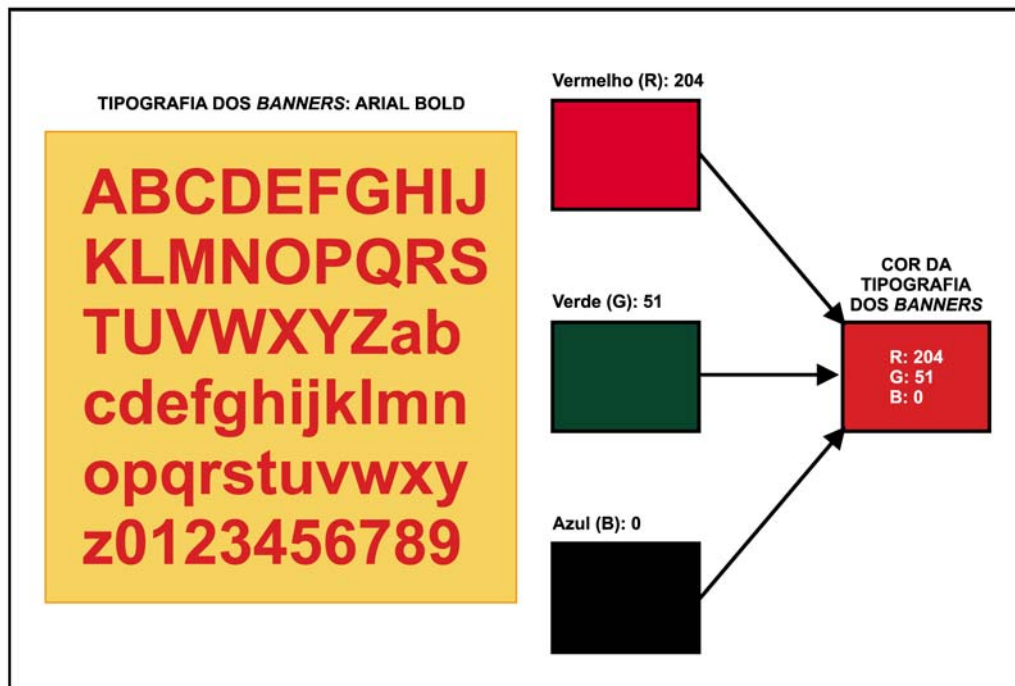 TIPOGRAFIA DOS BANNERS: ARIAL BOLD
ABCDEFGHIJ
KLMNOPQRS
TUVWXYZab
cdefghijklmn
opqrstuvwxy
z0123456789
Vermelho (R): 204
Verde (G): 51
Azul (B): 0
COR DA
TIPOGRAFIA
DOS BANNERS
R: 204
G: 51
B: 0